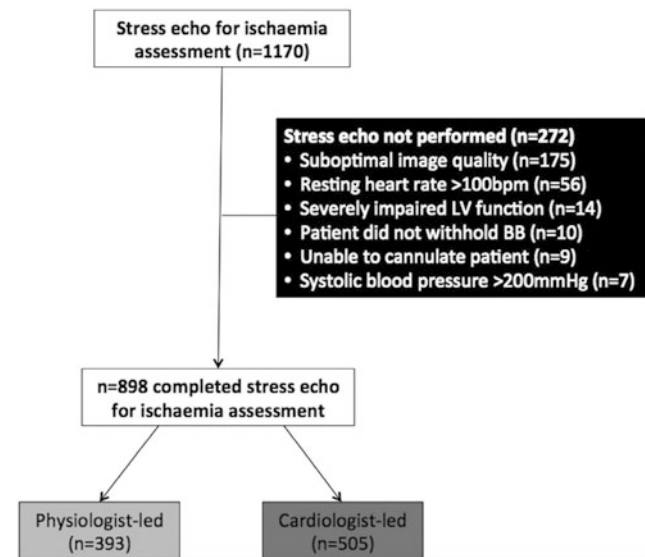 Stress echo for ischaemia
assessment (n=1170)
Stress echo not performed (n=272)
• Suboptimal image quality (n=175)
• Resting heart rate >100bpm (n=56)
• Severely impaired LV function (n=14)
• Patient did not withhold BB (n=10)
• Unable to cannulate patient (n=9)
• Systolic blood pressure >200mmHg (n=7)
n=898 completed stress echo
for ischaemia assessment
Physiologist-led
(n=393)
Cardiologist-led
(n=505)